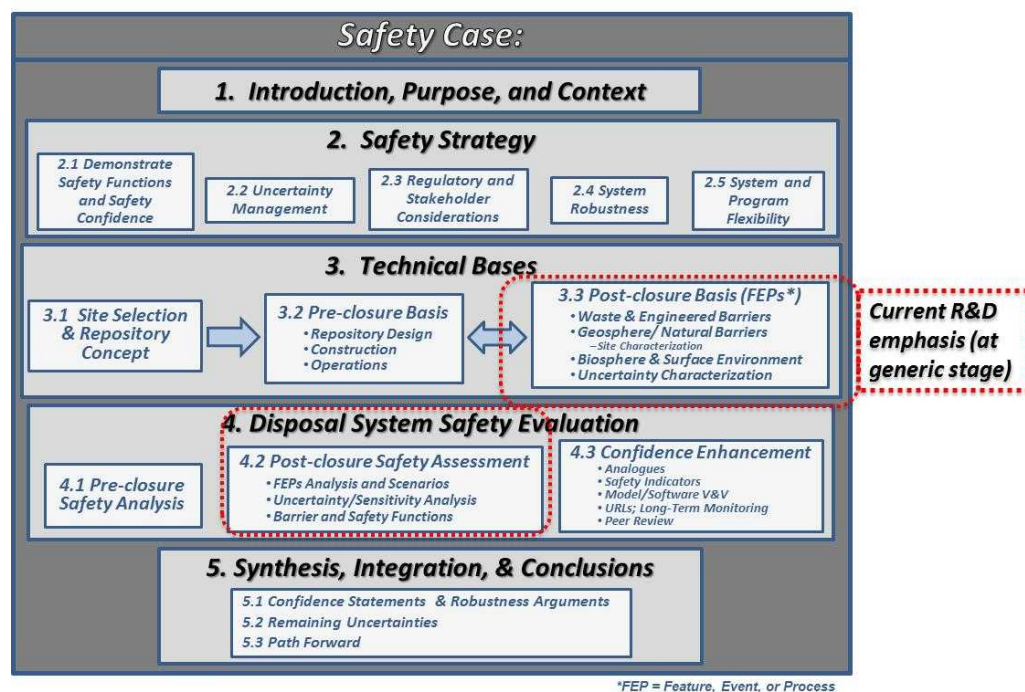 Safety Case:
1. Introduction, Purpose, and Context
2. Safety Strategy
2.1 Demonstrate
Safety Functions
and Safety
Confidence
2.2 Uncertainty
Management
2.3 Regulatory and
Stakeholder
Considerations
2.4 System
Robustness
2.5 System and
Program
Flexibility
3. Technical Bases
3.1 Site Selection
& Repository
Concept
3.2 Pre-closure Basis
•Repository Design
•Construction
•Operations
3.3 Post-closure Basis (FEPs*)
•Waste & Engineered Barriers
•Geosphere/ Natural Barriers
–Site Characterization
•Biosphere & Surface Environment
•Uncertainty Characterization
Current R&D
emphasis (at
generic stage)
4. Disposal System Safety Evaluation
4.1 Pre-closure
Safety Analysis
4.2 Post-closure Safety Assessment
•FEPs Analysis and Scenarios
•Uncertainty/Sensitivity Analysis
•Barrier and Safety Functions
4.3 Confidence Enhancement
•Analogues
•Safety Indicators
•Model/Software V&V
•URLs; Long-Term Monitoring
•Peer Review
5. Synthesis, Integration, & Conclusions
5.1 Confidence Statements & Robustness Arguments
5.2 Remaining Uncertainties
5.3 Path Forward
*FEP = Feature, Event, or Process